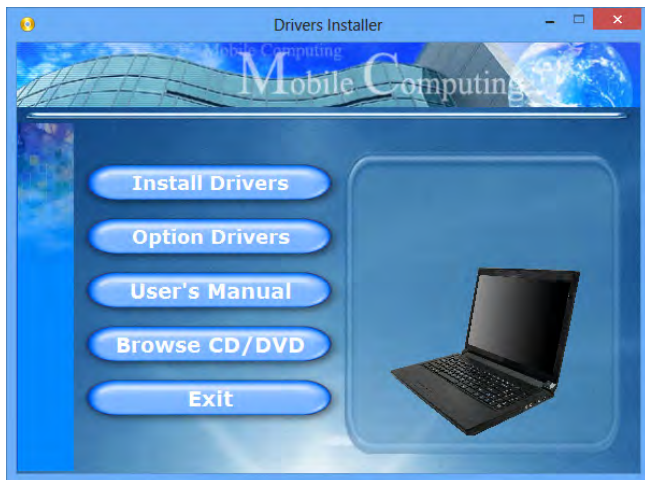 Drivers Installer
Mobile Computing
Mobile Computing
Install Drivers
Option Drivers
User's Manual
Browse CD/DVD
Exit